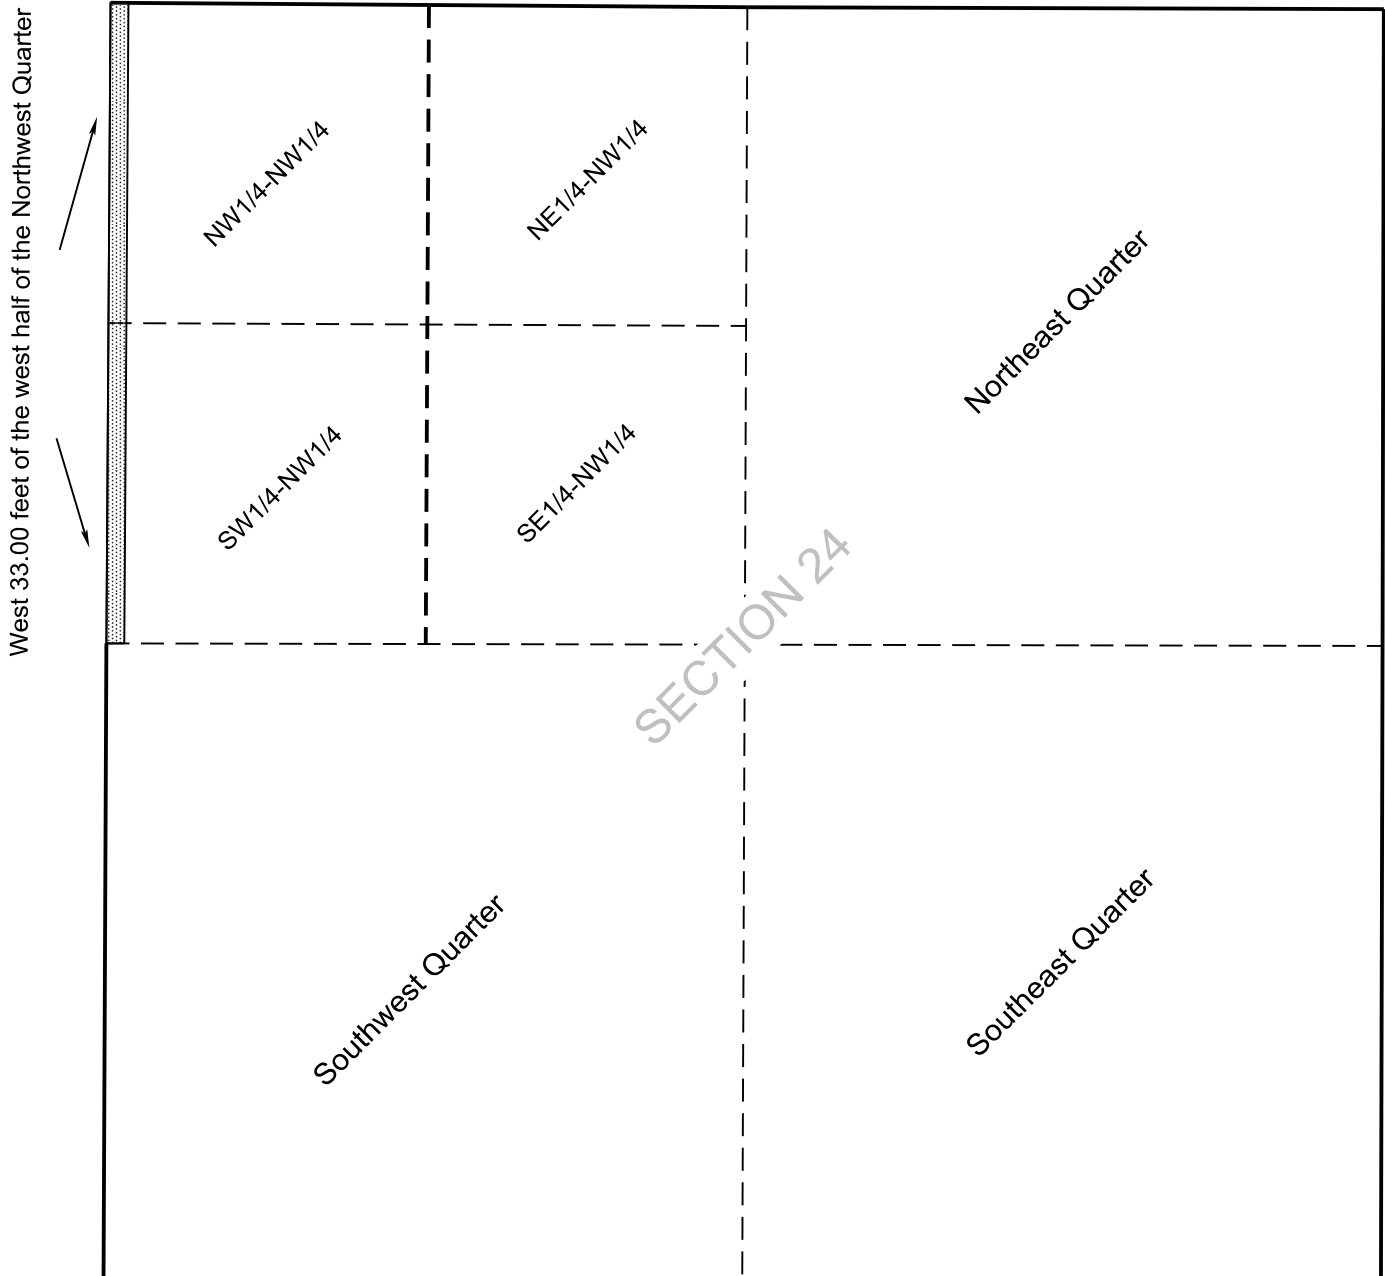 West 33.00 feet of the west half of the Northwest Quarter
NW1/4-NW1/4
NE1/4-NW1/4
Northeast Quarter
SW1/4-NW1/4
SE1/4-NW1/4
SECTION 24
Southwest Quarter
Southeast Quarter